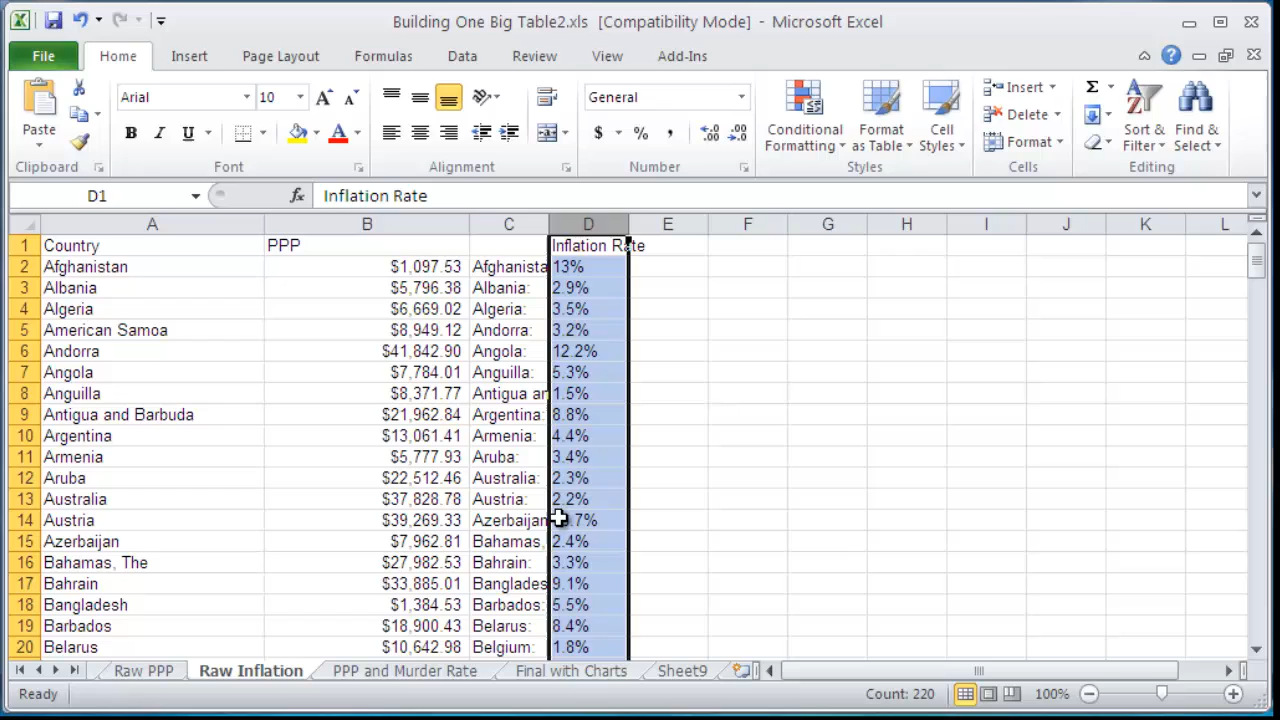 Building One Big Table2.xls [Compatibility Mode] - Microsoft Excel
File Home Insert Page Layout Formulas Data Review View Add-Ins
Arial 10 General Insert Σ
Paste B I U A $ % , Conditional Formatting Format as Table Cell Styles Delete Format Sort & Filter Find & Select
Clipboard Font Alignment Number Styles Cells Editing
D1 fx Inflation Rate
A B C D E F G H I J K L
1 Country PPP Inflation Rate
2 Afghanistan $1,097.53 Afghanista 13%
3 Albania $5,796.38 Albania: 2.9%
4 Algeria $6,669.02 Algeria: 3.5%
5 American Samoa $8,949.12 Andorra: 3.2%
6 Andorra $41,842.90 Angola: 12.2%
7 Angola $7,784.01 Anguilla: 5.3%
8 Anguilla $8,371.77 Antigua an 1.5%
9 Antigua and Barbuda $21,962.84 Argentina: 8.8%
10 Argentina $13,061.41 Armenia: 4.4%
11 Armenia $5,777.93 Aruba: 3.4%
12 Aruba $22,512.46 Australia: 2.3%
13 Australia $37,828.78 Austria: 2.2%
14 Austria $39,269.33 Azerbaijan .7%
15 Azerbaijan $7,962.81 Bahamas, 2.4%
16 Bahamas, The $27,982.53 Bahrain: 3.3%
17 Bahrain $33,885.01 Banglades 9.1%
18 Bangladesh $1,384.53 Barbados: 5.5%
19 Barbados $18,900.43 Belarus: 8.4%
20 Belarus $10,642.98 Belgium: 1.8%
Raw PPP Raw Inflation PPP and Murder Rate Final with Charts Sheet9
Ready Count: 220 100%